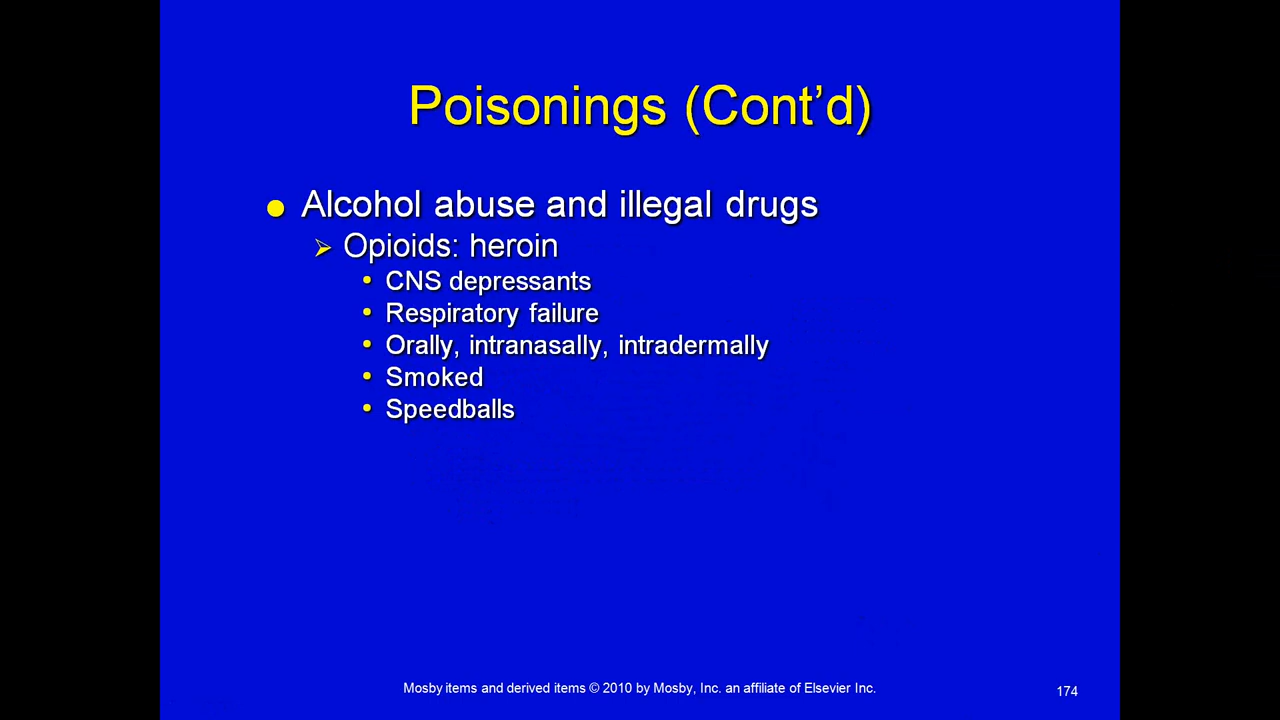 Poisonings (Cont’d)
Alcohol abuse and illegal drugs
Opioids: heroin
CNS depressants
Respiratory failure
Orally, intranasally, intradermally
Smoked
Speedballs
Mosby items and derived items © 2010 by Mosby, Inc. an affiliate of Elsevier Inc.
174